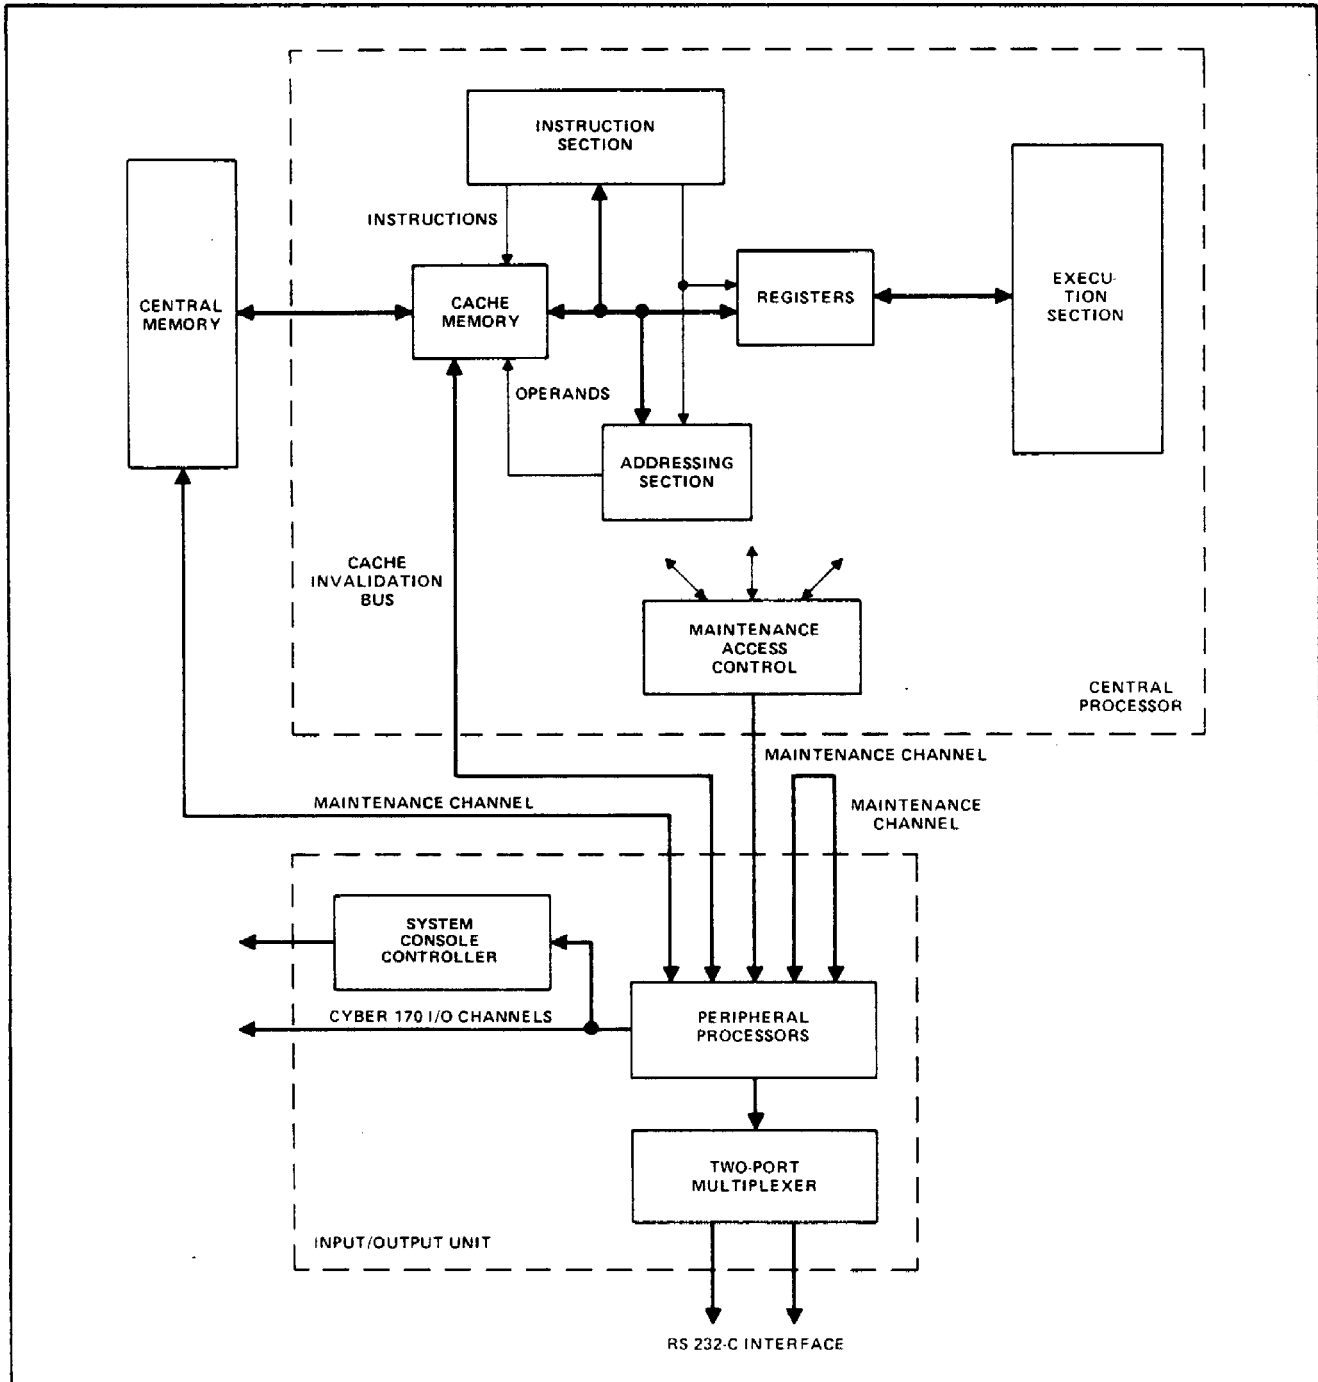 INSTRUCTION
SECTION
INSTRUCTIONS
CENTRAL
MEMORY
CACHE
MEMORY
REGISTERS
EXECU-
TION
SECTION
OPERANDS
ADDRESSING
SECTION
CACHE
INVALIDATION
BUS
MAINTENANCE
ACCESS
CONTROL
CENTRAL
PROCESSOR
MAINTENANCE CHANNEL
MAINTENANCE CHANNEL
MAINTENANCE
CHANNEL
SYSTEM
CONSOLE
CONTROLLER
CYBER 170 I/O CHANNELS
PERIPHERAL
PROCESSORS
TWO-PORT
MULTIPLEXER
INPUT/OUTPUT UNIT
RS 232-C INTERFACE